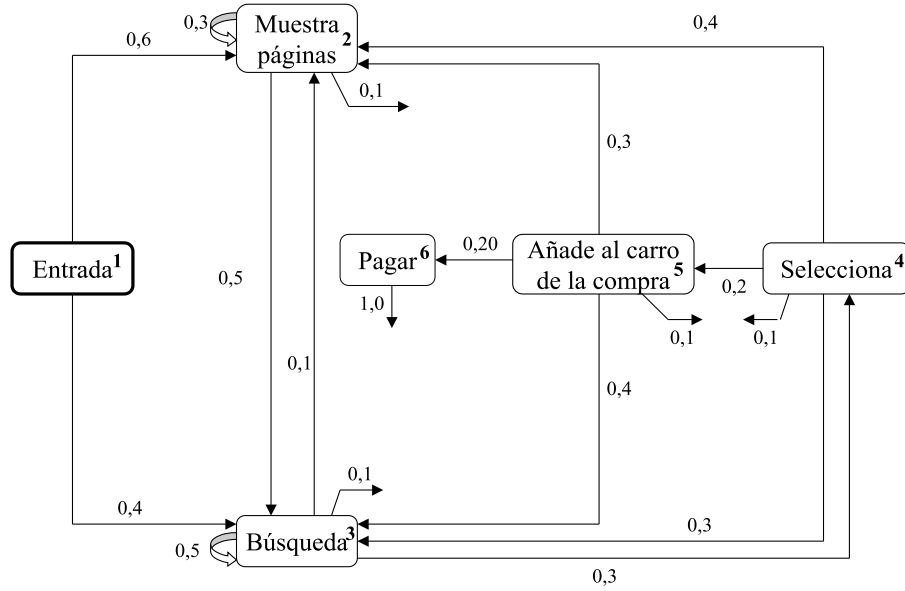 0,3
Muestra
páginas 2
0,4
0,6
0,1
0,3
Entrada 1
0,5
Pagar 6
0,20
Añade al carro
de la compra 5
Selecciona 4
0,2
1,0
0,1
0,1
0,1
0,4
0,1
0,4
Búsqueda 3
0,3
0,5
0,3